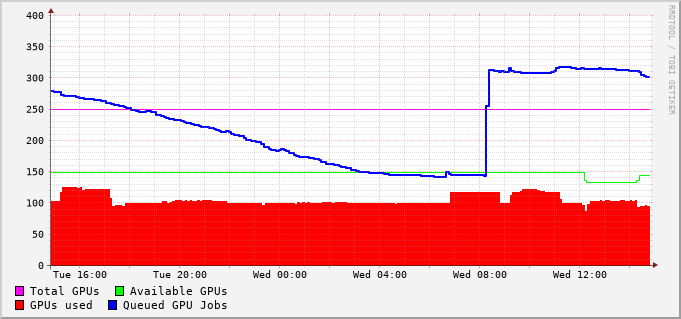 400
350
300
250
200
150
100
50
0
Tue 16:00 Tue 20:00 Wed 00:00 Wed 04:00 Wed 08:00 Wed 12:00
Total GPUs Available GPUs
GPUs used Queued GPU Jobs
RRDTOOL / TOBI OETIKER